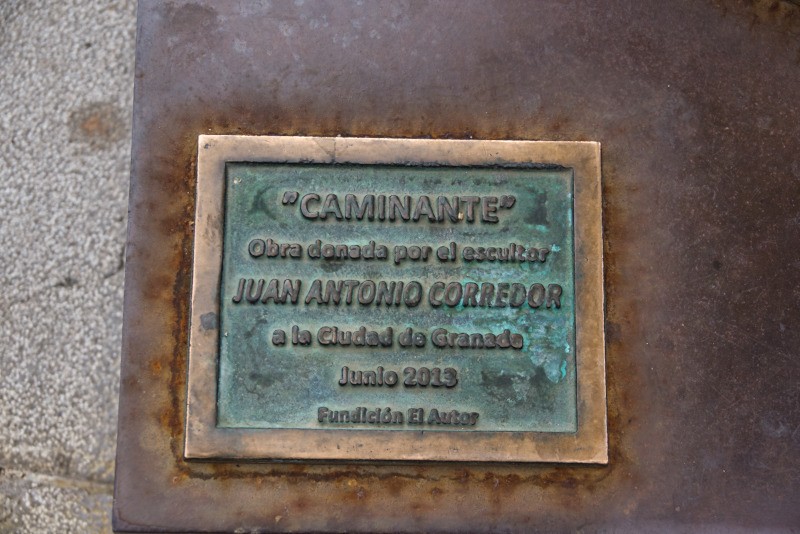 "CAMINANTE"
Obra donada por el escultor
JUAN ANTONIO CORREDOR
a la Ciudad de Granada
Junio 2013
Fundición El Autor